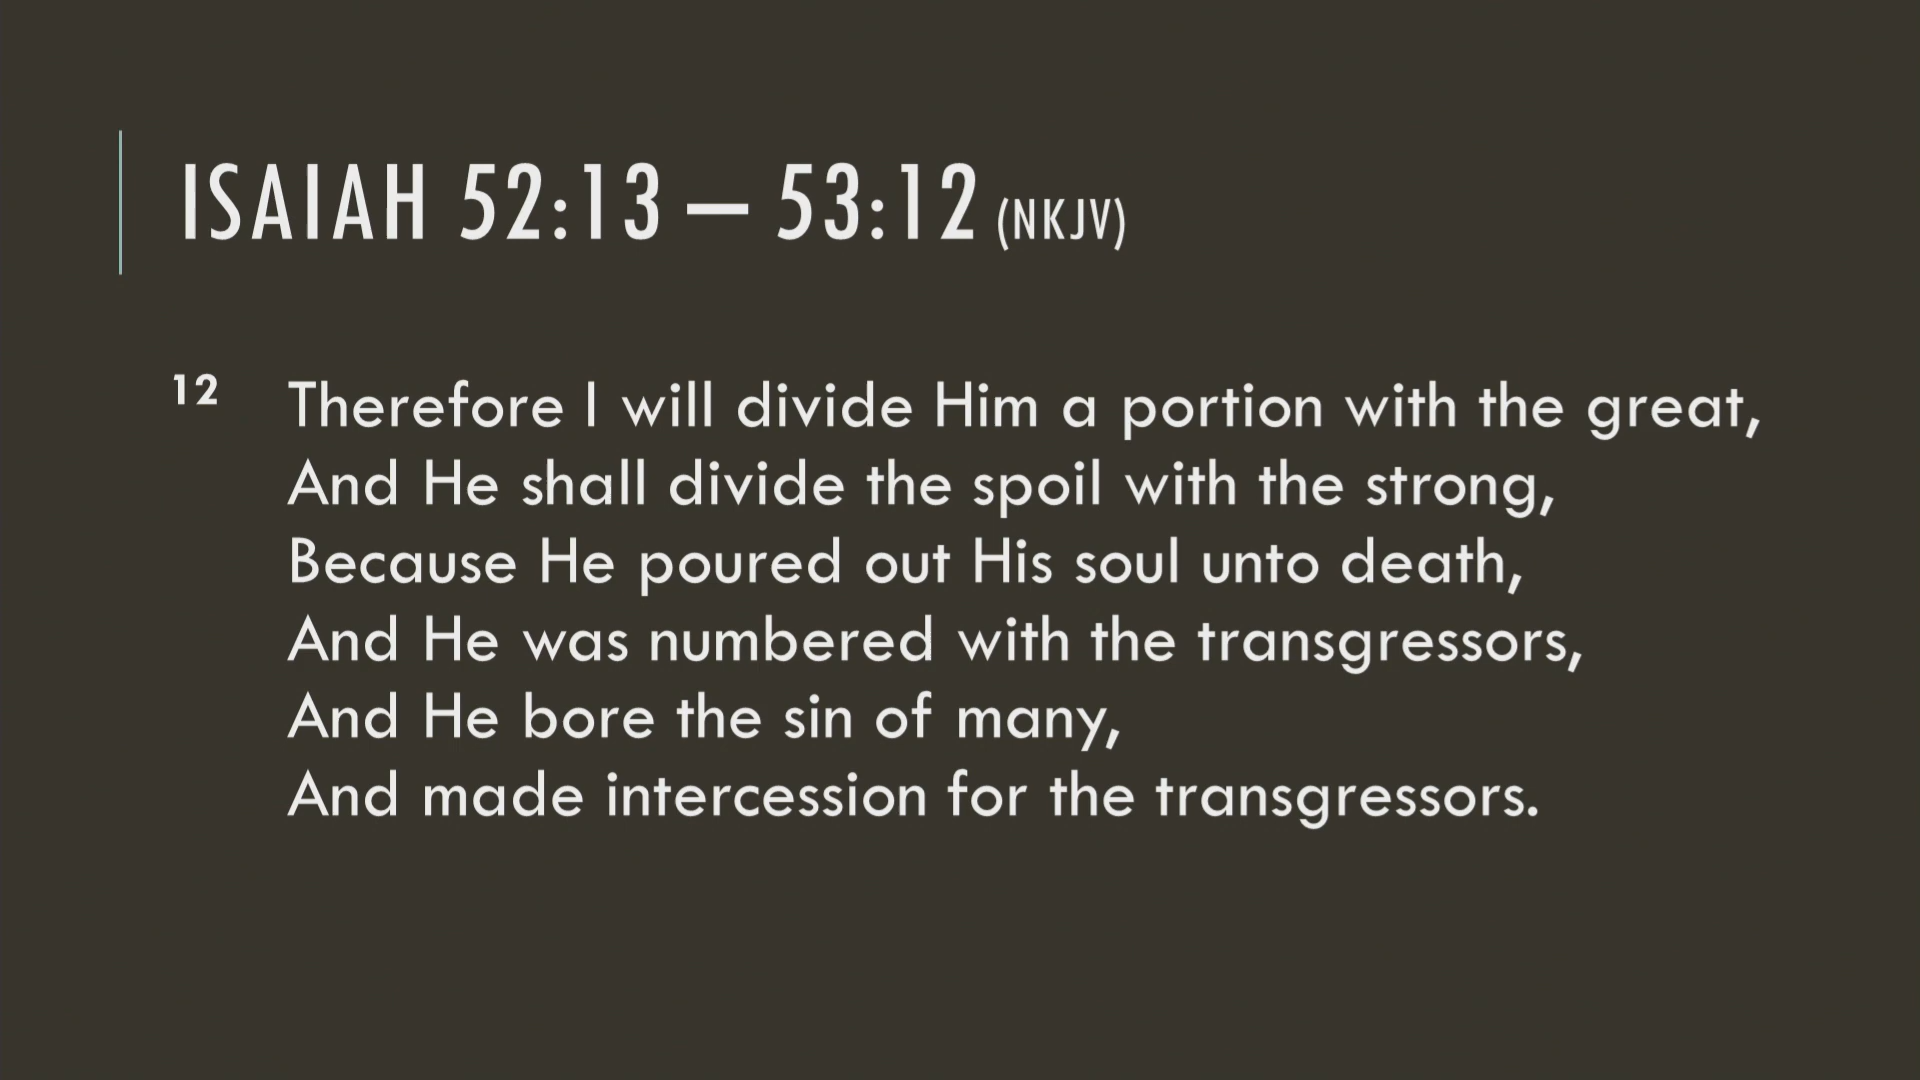 ISAIAH 52:13 – 53:12 (NKJV)
12 Therefore I will divide Him a portion with the great,
And He shall divide the spoil with the strong,
Because He poured out His soul unto death,
And He was numbered with the transgressors,
And He bore the sin of many,
And made intercession for the transgressors.